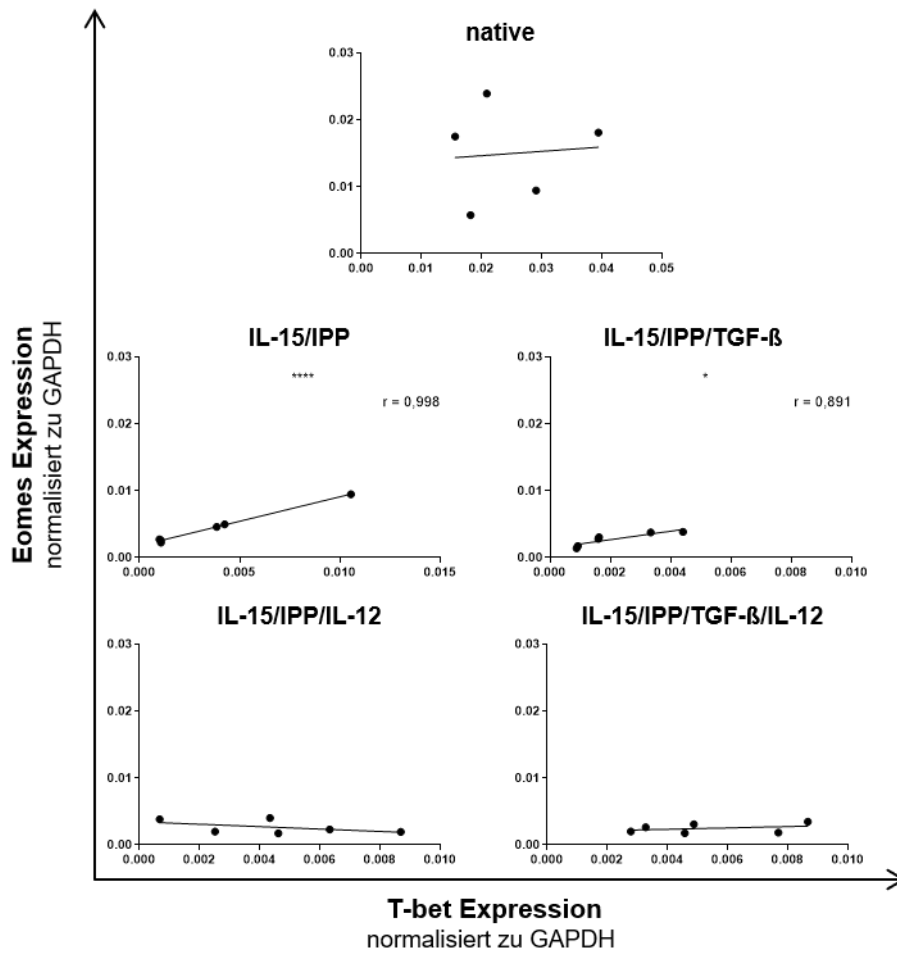 native
0.03
0.02
0.01
0.00
0.00 0.01 0.02 0.03 0.04 0.05
Eomes Expression
normalisiert zu GAPDH
IL-15/IPP
0.03
0.02
0.01
0.00
0.000 0.005 0.010 0.015
****
r = 0,998
IL-15/IPP/TGF-ß
0.03
0.02
0.01
0.00
0.000 0.002 0.004 0.006 0.008 0.010
*
r = 0,891
IL-15/IPP/IL-12
0.03
0.02
0.01
0.00
0.000 0.002 0.004 0.006 0.008 0.010
IL-15/IPP/TGF-ß/IL-12
0.03
0.02
0.01
0.00
0.000 0.002 0.004 0.006 0.008 0.010
T-bet Expression
normalisiert zu GAPDH